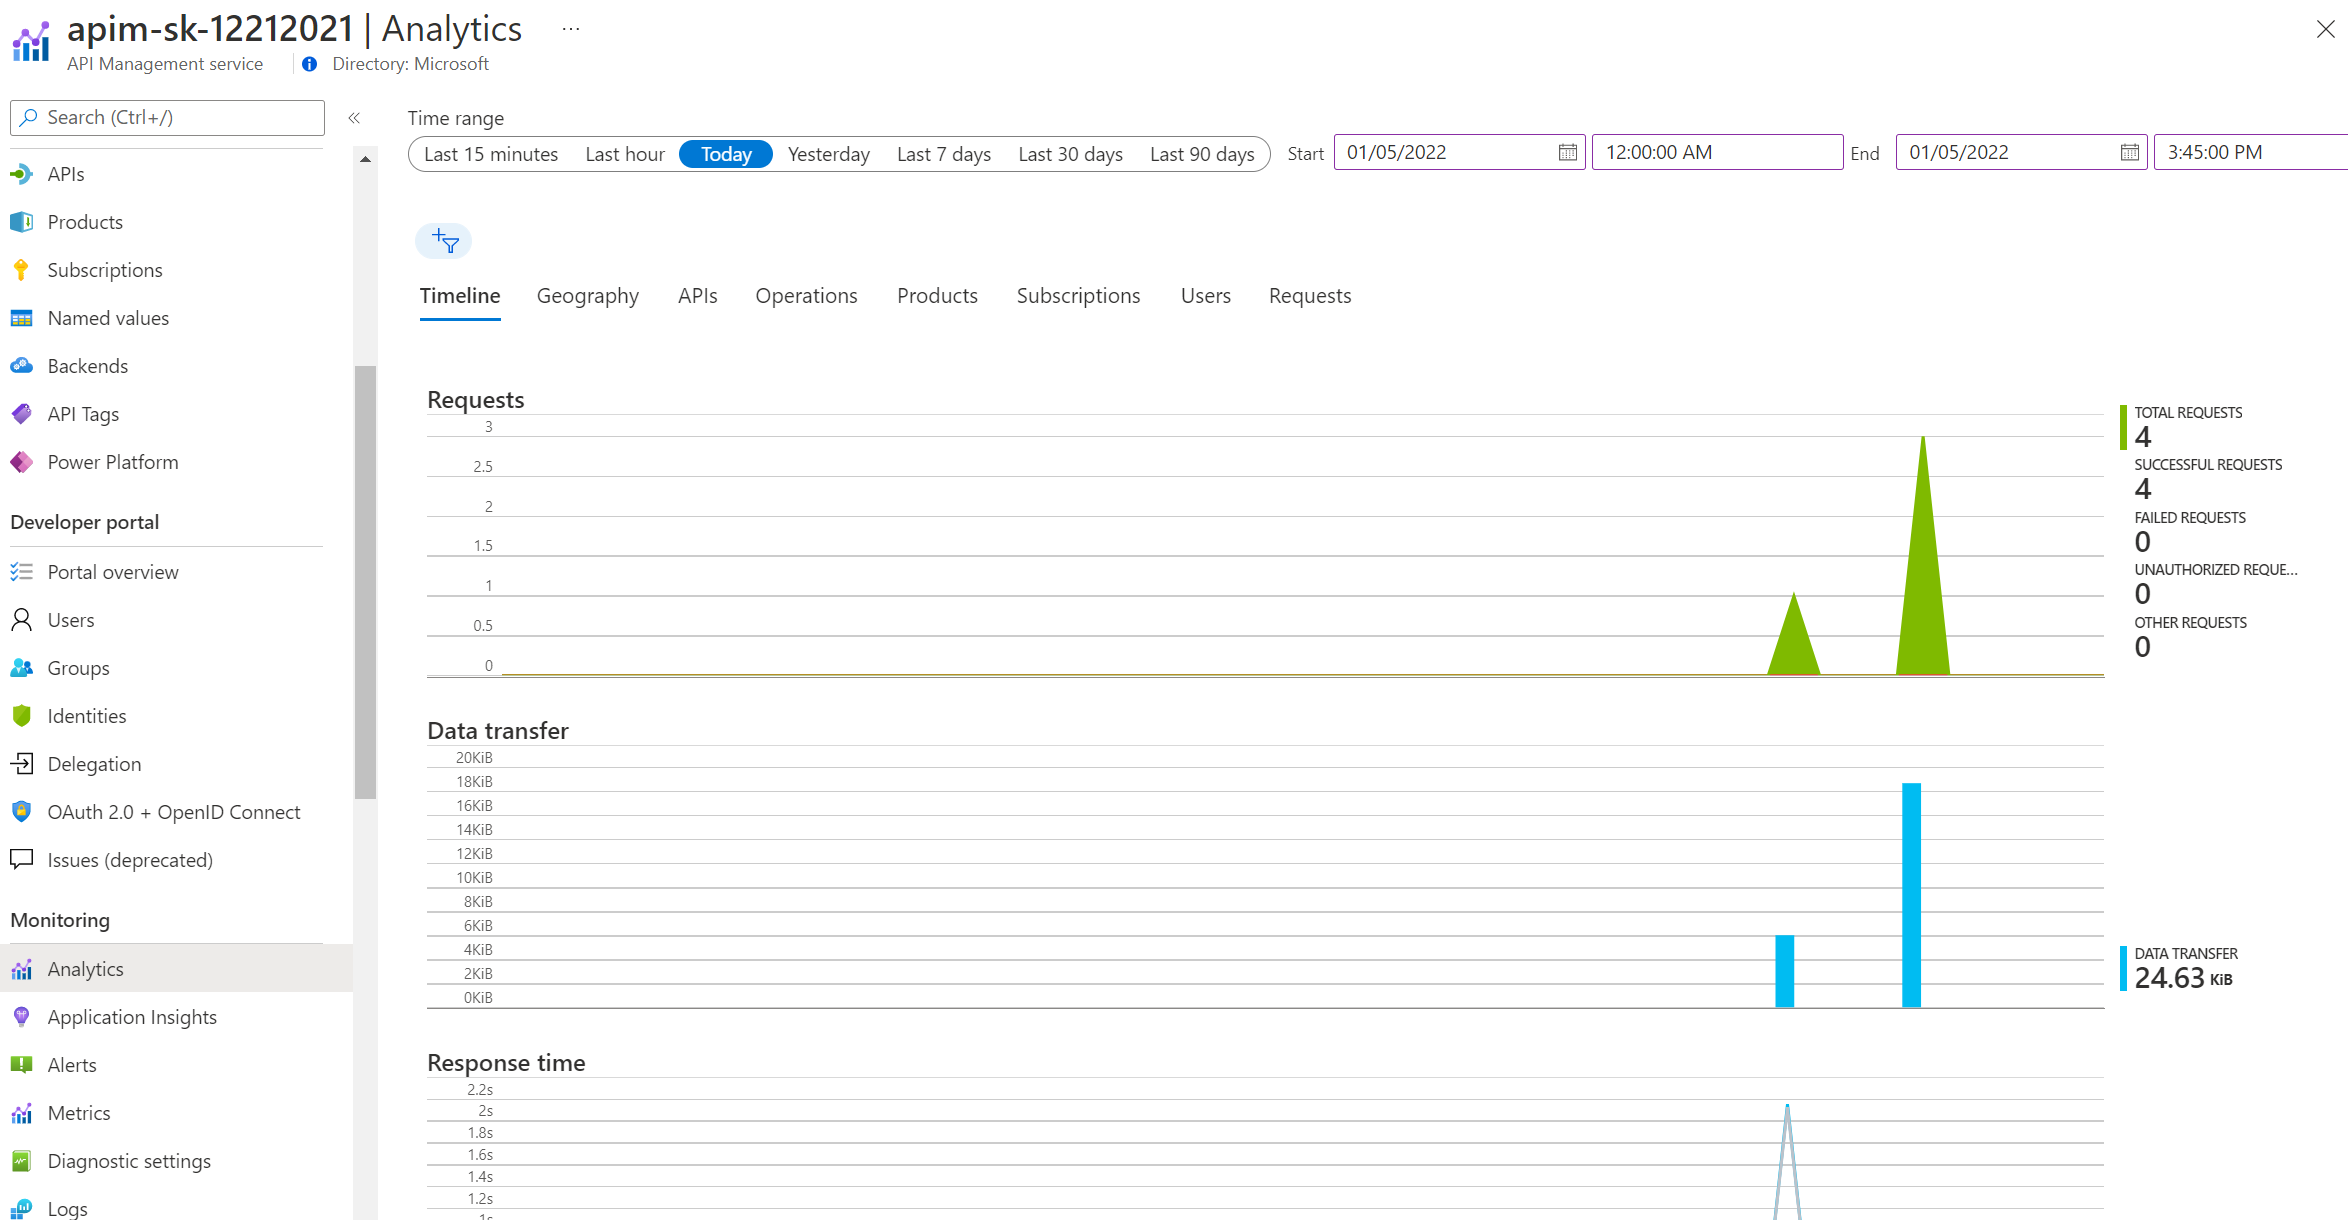 apim-sk-12212021 | Analytics ...
API Management service Directory: Microsoft
Search (Ctrl+/)
«
APIs
Products
Subscriptions
Named values
Backends
API Tags
Power Platform
Developer portal
Portal overview
Users
Groups
Identities
Delegation
OAuth 2.0 + OpenID Connect
Issues (deprecated)
Monitoring
Analytics
Application Insights
Alerts
Metrics
Diagnostic settings
Logs
Time range
Last 15 minutes Last hour Today Yesterday Last 7 days Last 30 days Last 90 days Start 01/05/2022 12:00:00 AM End 01/05/2022 3:45:00 PM
Timeline Geography APIs Operations Products Subscriptions Users Requests
Requests
3
2.5
2
1.5
1
0.5
0
TOTAL REQUESTS
4
SUCCESSFUL REQUESTS
4
FAILED REQUESTS
0
UNAUTHORIZED REQUE...
0
OTHER REQUESTS
0
Data transfer
20KiB
18KiB
16KiB
14KiB
12KiB
10KiB
8KiB
6KiB
4KiB
2KiB
0KiB
DATA TRANSFER
24.63 KiB
Response time
2.2s
2s
1.8s
1.6s
1.4s
1.2s
1s